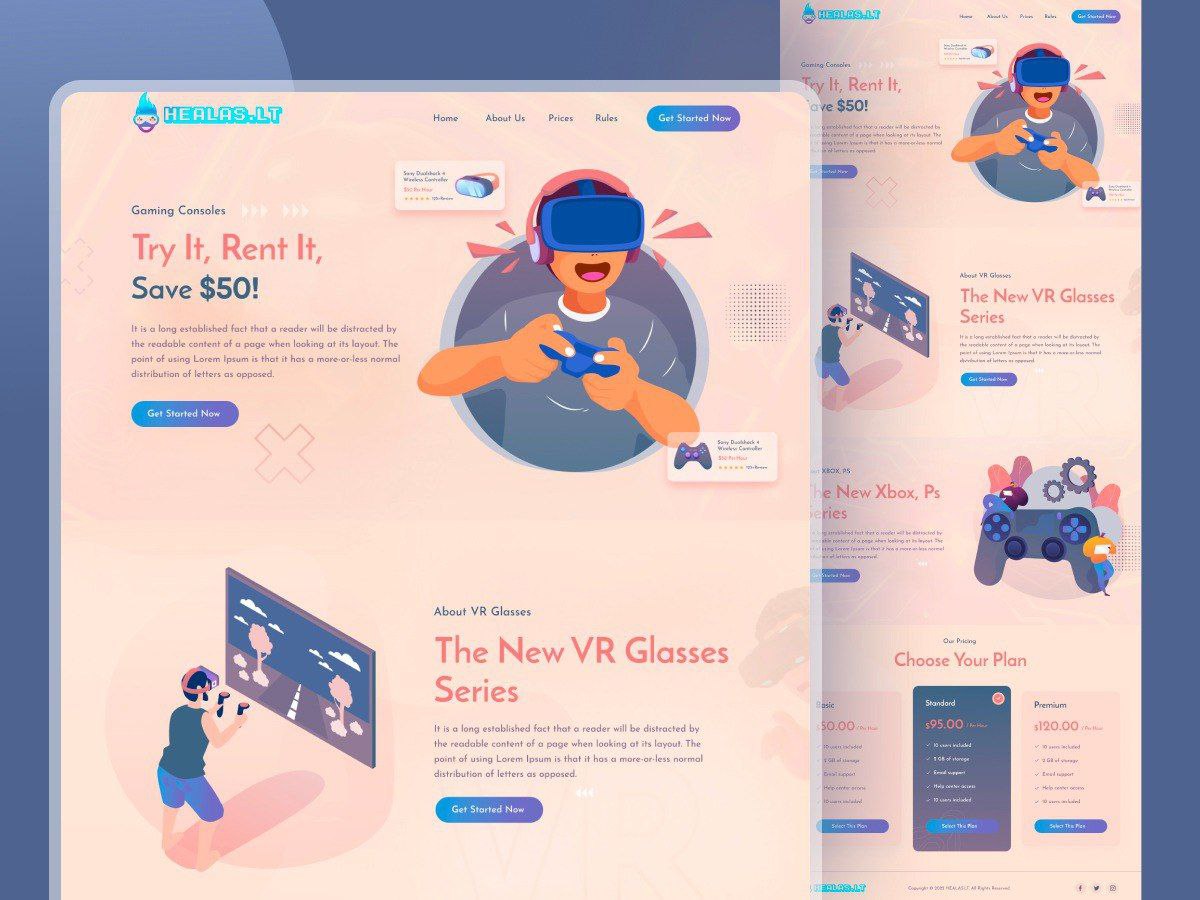 HEALAS.LT
Home
About Us
Prices
Rules
Get Started Now
Sony Dualshock 4
Wireless Controller
$50 Per Hour
120+Review
Gaming Consoles
Try It, Rent It,
Save $50!
It is a long established fact that a reader will be distracted by
the readable content of a page when looking at its layout. The
point of using Lorem Ipsum is that it has a more-or-less normal
distribution of letters as apposed.
Get Started Now
Sony Dualshock 4
Wireless Controller
$50 Per Hour
120+Review
About VR Glasses
The New VR Glasses
Series
It is a long established fact that a reader will be distracted by
the readable content of a page when looking at its layout. The
point of using Lorem Ipsum is that it has a more-or-less normal
distribution of letters as apposed.
Get Started Now
VR
HEALAS.LT
Home
About Us
Prices
Rules
Get Started Now
Gaming Consoles
Try It, Rent It,
Save $50!
long established fact that a reader will be distracted by
readable content of a page when looking at its layout. The
of using Lorem Ipsum is that it has a more-or-less normal
distribution of letters as apposed.
Get Started Now
About VR Glasses
The New VR Glasses
Series
It is a long established fact that a reader will be distracted by
the readable content of a page when looking at its layout. The
point of using Lorem Ipsum is that it has a more-or-less normal
distribution of letters as apposed.
Get Started Now
XBOX, PS
The New Xbox, Ps
Series
long established fact that a reader will be distracted by
readable content of a page when looking at its layout. The
of using Lorem Ipsum is that it has a more-or-less normal
distribution of letters as apposed.
Get Started Now
Our Pricing
Choose Your Plan
Basic
$50.00 / Per Hour
10 users included
2 GB of storage
Email support
Help center access
10 users included
Select This Plan
Standard
$95.00 / Per Hour
10 users included
2 GB of storage
Email support
Help center access
10 users included
Select This Plan
Premium
$120.00 / Per Hour
10 users included
2 GB of storage
Email support
Help center access
10 users included
Select This Plan
HEALAS.LT
Copyright © 2022 HEALAS.LT. All Rights Reserved.